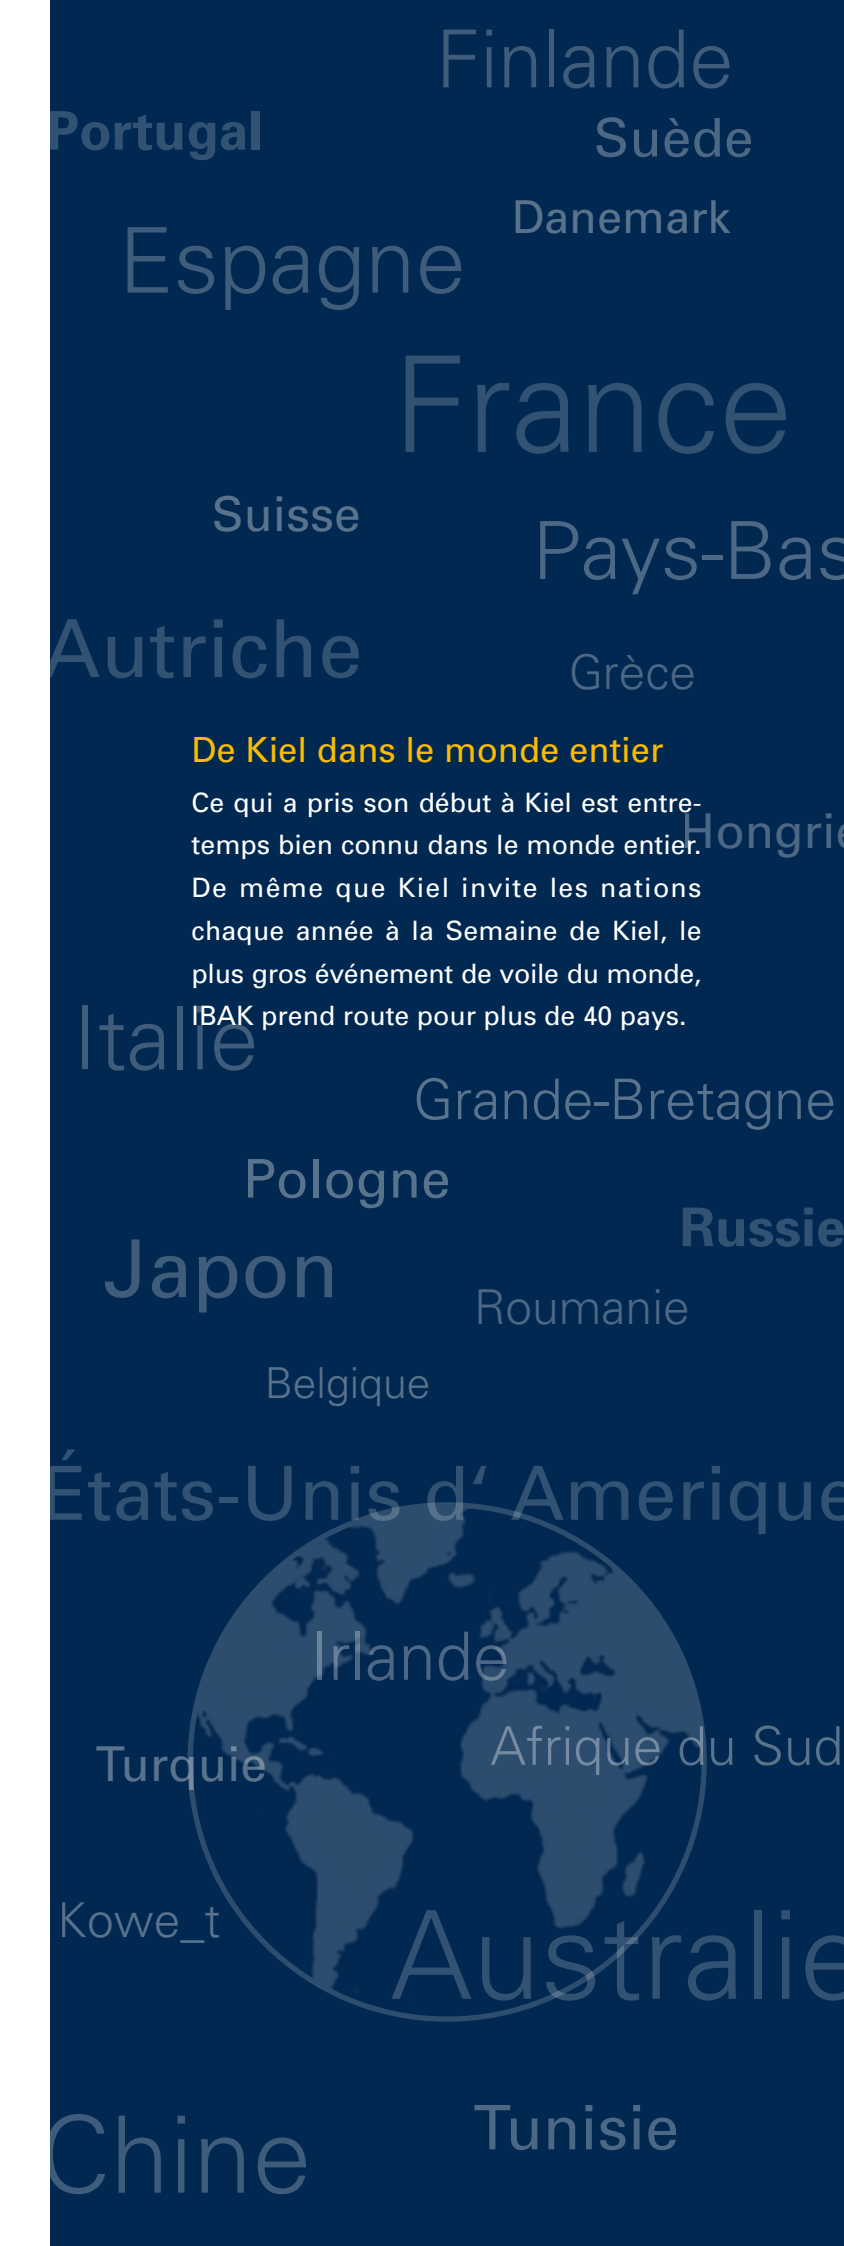 Finlande
Portugal
Suède
Danemark
Espagne
France
Suisse
Pays-Bas
Autriche
Grèce
De Kiel dans le monde entier
Ce qui a pris son début à Kiel est entre-
temps bien connu dans le monde entier.
Hongrie
De même que Kiel invite les nations
chaque année à la Semaine de Kiel, le
plus gros événement de voile du monde,
IBAK prend route pour plus de 40 pays.
Italie
Grande-Bretagne
Pologne
Russie
Japon
Roumanie
Belgique
États-Unis d‘ Amerique
Irlande
Afrique du Sud
Turquie
Kowe_t
Australie
Tunisie
Chine